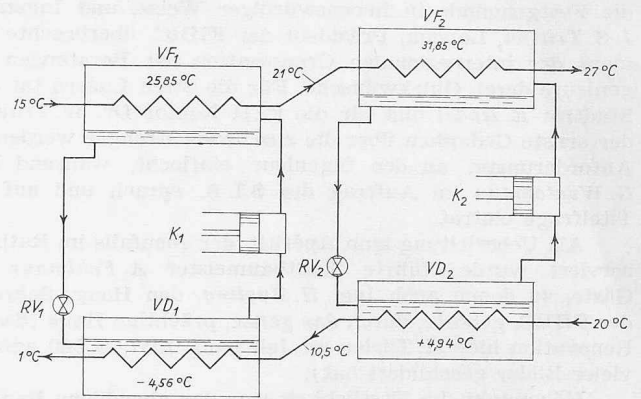 VF₂
VF₁
31,85 °C
25,85 °C
21°C
27 °C
15°C
K₂
K₁
RV₂
VD₂
RV₁
VD₁
20 °C
1°C
10,5 °C
+4,94 °C
−4,56 °C